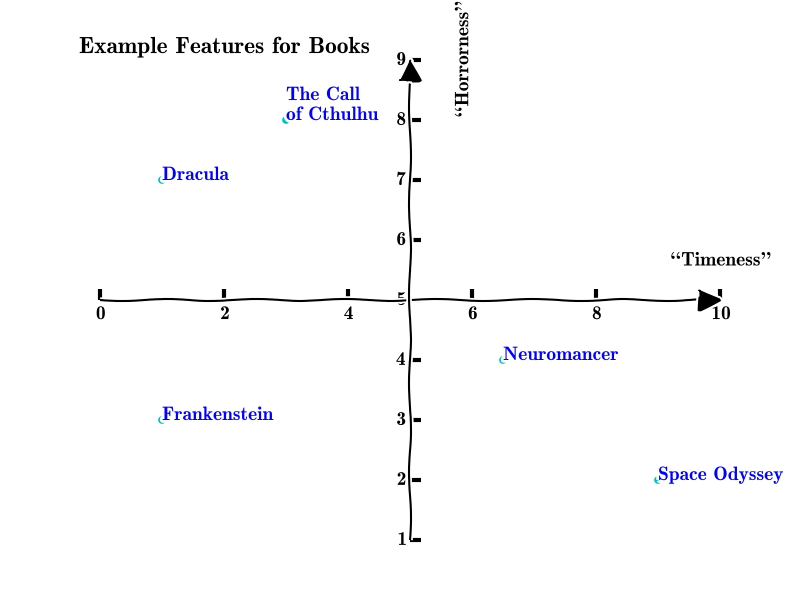 “Horrorness”
Example Features for Books
9
The Call
of Cthulhu
8
Dracula
7
6
“Timeness”
5
0
2
4
6
8
10
Neuromancer
4
Frankenstein
3
Space Odyssey
2
1